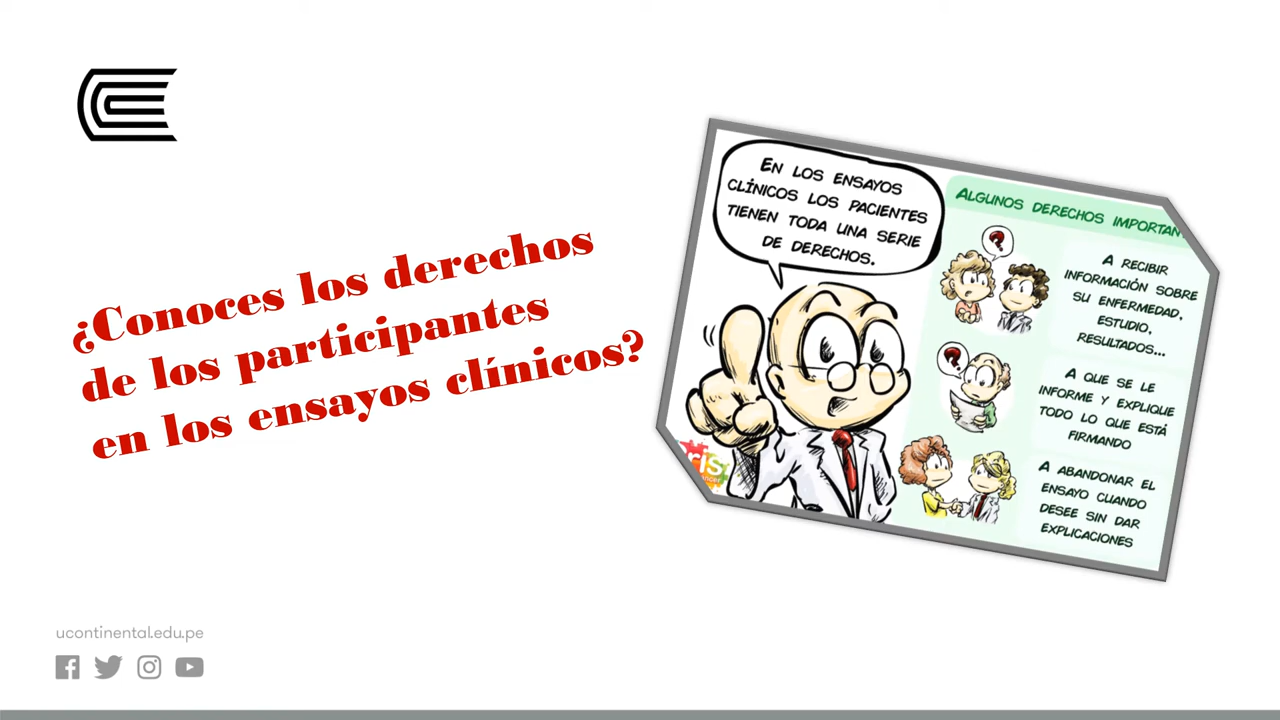 ¿Conoces los derechos
de los participantes
en los ensayos clínicos?
EN LOS ENSAYOS
CLÍNICOS LOS PACIENTES
TIENEN TODA UNA SERIE
DE DERECHOS.
ALGUNOS DERECHOS IMPORTAN
?
A RECIBIR
INFORMACIÓN SOBRE
SU ENFERMEDAD,
ESTUDIO,
RESULTADOS...
?
A QUE SE LE
INFORME Y EXPLIQUE
TODO LO QUE ESTÁ
FIRMANDO
A ABANDONAR EL
ENSAYO CUANDO
DESEE SIN DAR
EXPLICACIONES
ucontinental.edu.pe